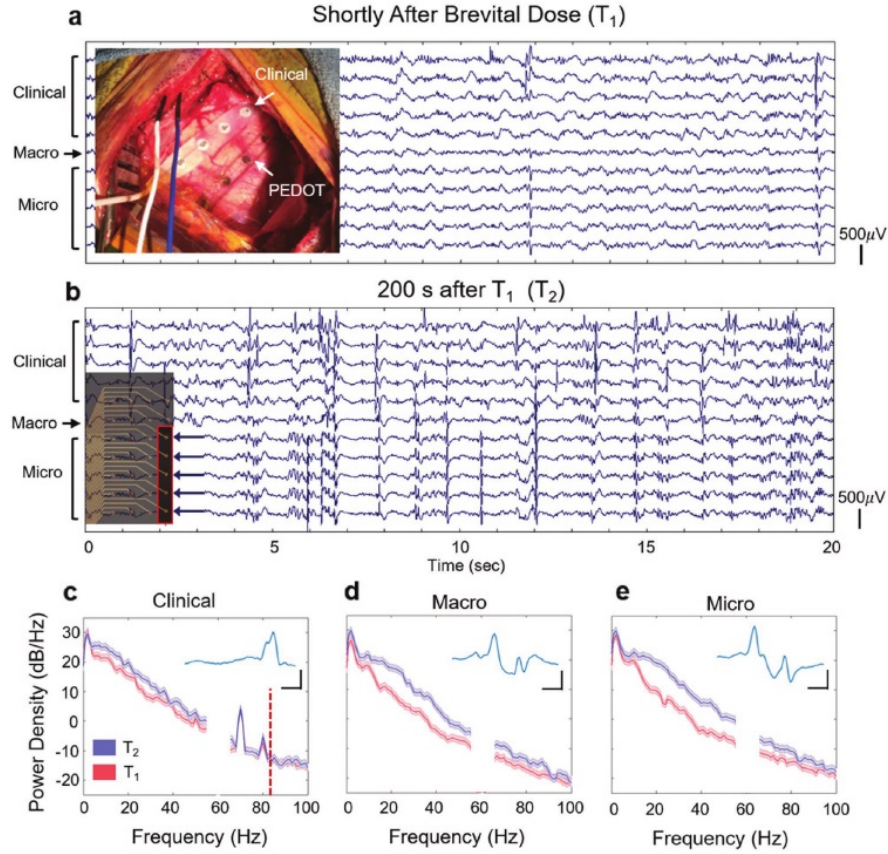 a
Shortly After Brevital Dose (T₁)
Clinical
Macro
Micro
Clinical
PEDOT
500μV
b
200 s after T₁ (T₂)
Clinical
Macro
Micro
500μV
0 5 10 15 20
Time (sec)
c Clinical
d Macro
e Micro
Power Density (dB/Hz)
30
20
10
0
-10
-20
T₂
T₁
0 20 40 60 80 100
0 20 40 60 80 100
0 20 40 60 80 100
Frequency (Hz)
Frequency (Hz)
Frequency (Hz)